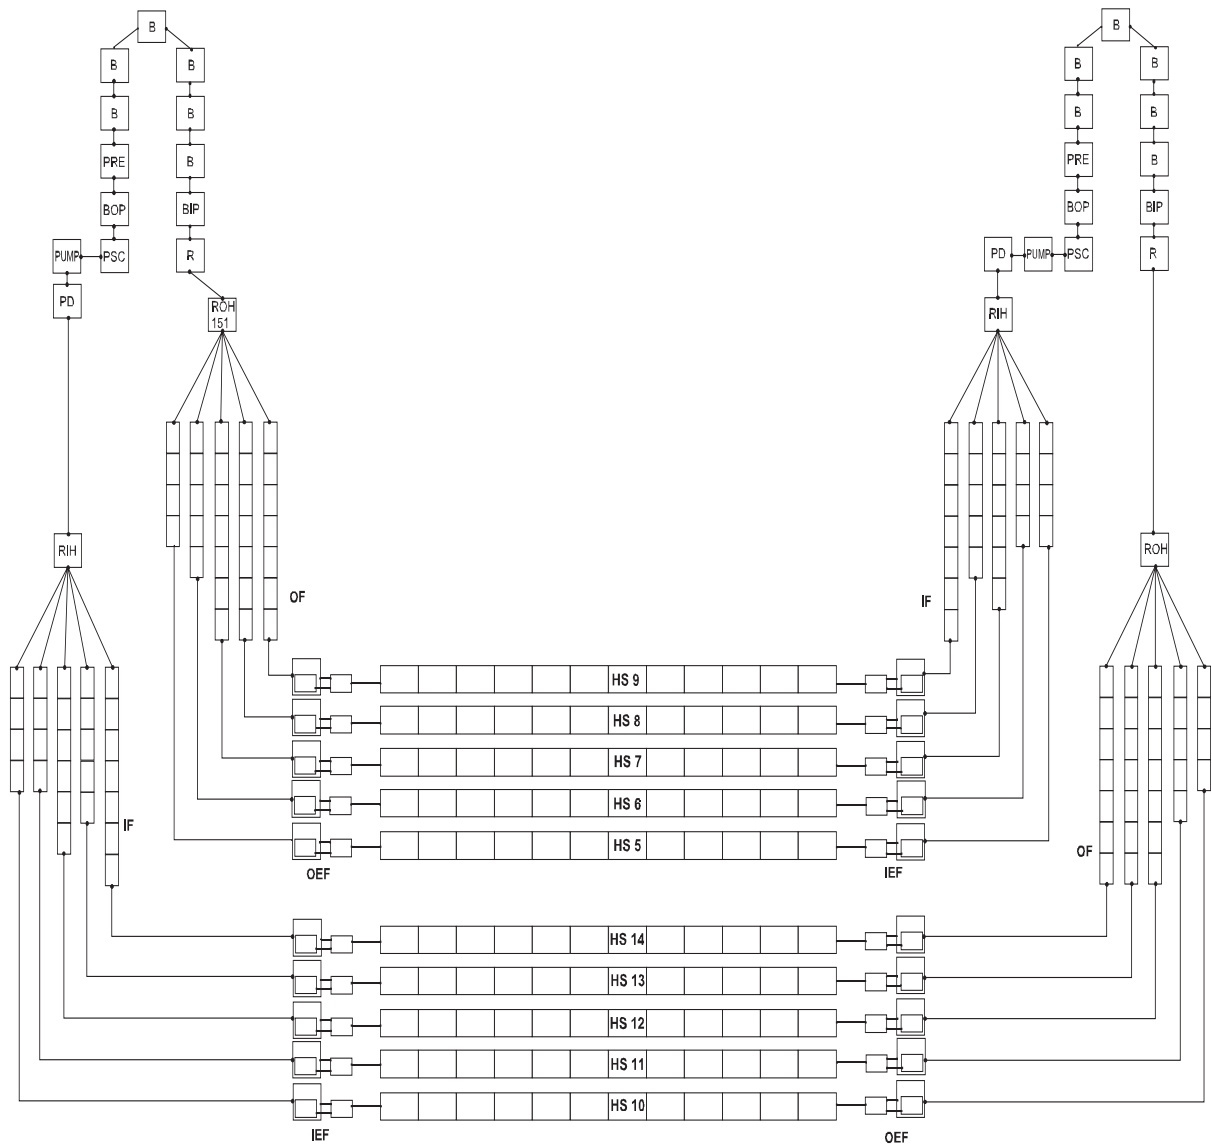 B
B
B
B
B
PRE
B
BOP
BIP
PUMP
PSC
R
PD
ROH
151
RIH
OF
IF
B
B
B
B
B
PRE
B
BOP
BIP
PD
PUMP
PSC
R
RIH
ROH
IF
OF
HS 9
HS 8
HS 7
HS 6
HS 5
OEF
IEF
HS 14
HS 13
HS 12
HS 11
HS 10
IEF
OEF